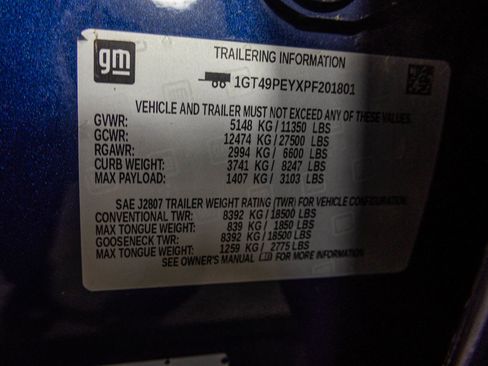 gm
TRAILERING INFORMATION
1GT49PEYXPF201801
VEHICLE AND TRAILER MUST NOT EXCEED ANY OF THESE VALUES.
GVWR: 5148 KG / 11350 LBS
GCWR: 12474 KG / 27500 LBS
RGAWR: 2994 KG / 6600 LBS
CURB WEIGHT: 3741 KG / 8247 LBS
MAX PAYLOAD: 1407 KG / 3103 LBS
SAE J2807 TRAILER WEIGHT RATING (TWR) FOR VEHICLE CONFIGURATION.
CONVENTIONAL TWR: 8392 KG / 18500 LBS
MAX TONGUE WEIGHT: 839 KG / 1850 LBS
GOOSENECK TWR: 8392 KG / 18500 LBS
MAX TONGUE WEIGHT: 1259 KG / 2775 LBS
SEE OWNER'S MANUAL FOR MORE INFORMATION